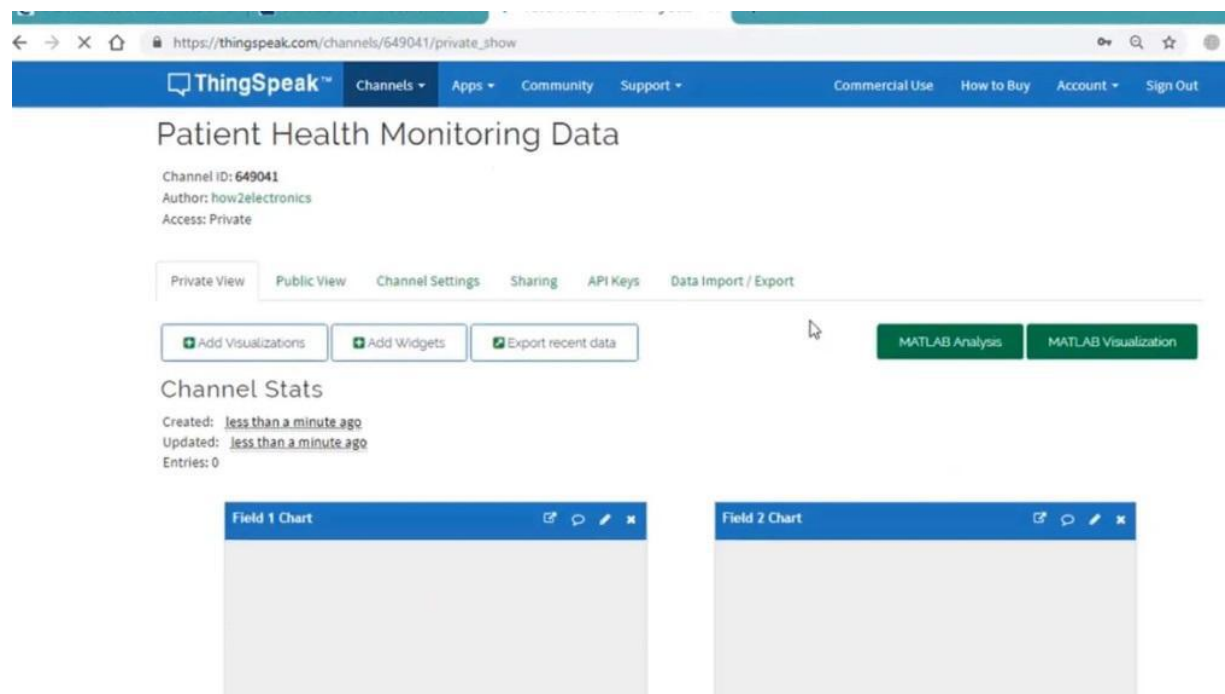 https://thingspeak.com/channels/649041/private_show
ThingSpeak™ Channels Apps Community Support Commercial Use How to Buy Account Sign Out
Patient Health Monitoring Data
Channel ID: 649041
Author: how2electronics
Access: Private
Private View Public View Channel Settings Sharing API Keys Data Import / Export
Add Visualizations Add Widgets Export recent data MATLAB Analysis MATLAB Visualization
Channel Stats
Created: less than a minute ago
Updated: less than a minute ago
Entries: 0
Field 1 Chart Field 2 Chart